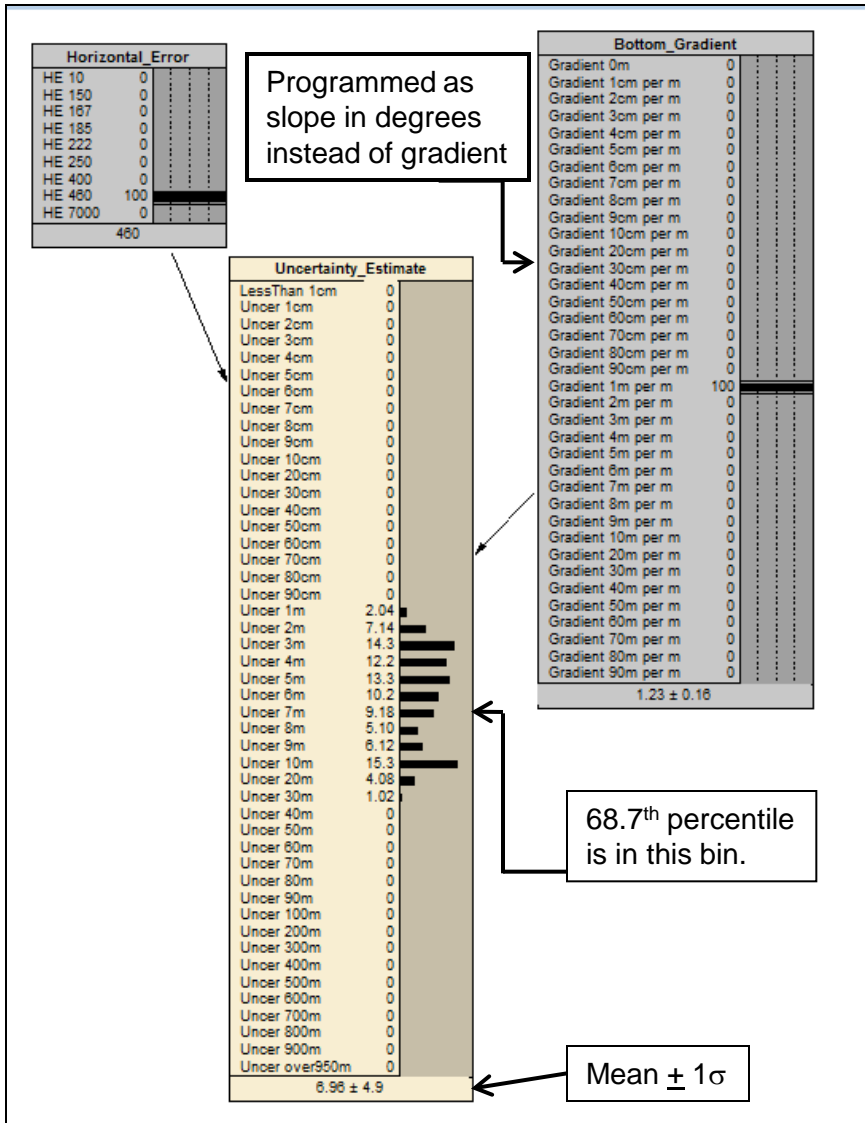 Horizontal_Error
HE 10 0
HE 150 0
HE 167 0
HE 185 0
HE 222 0
HE 250 0
HE 400 0
HE 460 100
HE 7000 0
460
Programmed as
slope in degrees
instead of gradient
Bottom_Gradient
Gradient 0m 0
Gradient 1cm per m 0
Gradient 2cm per m 0
Gradient 3cm per m 0
Gradient 4cm per m 0
Gradient 5cm per m 0
Gradient 6cm per m 0
Gradient 7cm per m 0
Gradient 8cm per m 0
Gradient 9cm per m 0
Gradient 10cm per m 0
Gradient 20cm per m 0
Gradient 30cm per m 0
Gradient 40cm per m 0
Gradient 50cm per m 0
Gradient 60cm per m 0
Gradient 70cm per m 0
Gradient 80cm per m 0
Gradient 90cm per m 0
Gradient 1m per m 100
Gradient 2m per m 0
Gradient 3m per m 0
Gradient 4m per m 0
Gradient 5m per m 0
Gradient 6m per m 0
Gradient 7m per m 0
Gradient 8m per m 0
Gradient 9m per m 0
Gradient 10m per m 0
Gradient 20m per m 0
Gradient 30m per m 0
Gradient 40m per m 0
Gradient 50m per m 0
Gradient 60m per m 0
Gradient 70m per m 0
Gradient 80m per m 0
Gradient 90m per m 0
1.23 ± 0.16
Uncertainty_Estimate
LessThan 1cm 0
Uncer 1cm 0
Uncer 2cm 0
Uncer 3cm 0
Uncer 4cm 0
Uncer 5cm 0
Uncer 6cm 0
Uncer 7cm 0
Uncer 8cm 0
Uncer 9cm 0
Uncer 10cm 0
Uncer 20cm 0
Uncer 30cm 0
Uncer 40cm 0
Uncer 50cm 0
Uncer 60cm 0
Uncer 70cm 0
Uncer 80cm 0
Uncer 90cm 0
Uncer 1m 2.04
Uncer 2m 7.14
Uncer 3m 14.3
Uncer 4m 12.2
Uncer 5m 13.3
Uncer 6m 10.2
Uncer 7m 9.18
Uncer 8m 5.10
Uncer 9m 6.12
Uncer 10m 15.3
Uncer 20m 4.08
Uncer 30m 1.02
Uncer 40m 0
Uncer 50m 0
Uncer 60m 0
Uncer 70m 0
Uncer 80m 0
Uncer 90m 0
Uncer 100m 0
Uncer 200m 0
Uncer 300m 0
Uncer 400m 0
Uncer 500m 0
Uncer 600m 0
Uncer 700m 0
Uncer 800m 0
Uncer 900m 0
Uncer over950m 0
6.96 ± 4.9
68.7th percentile
is in this bin.
Mean ± 1σ